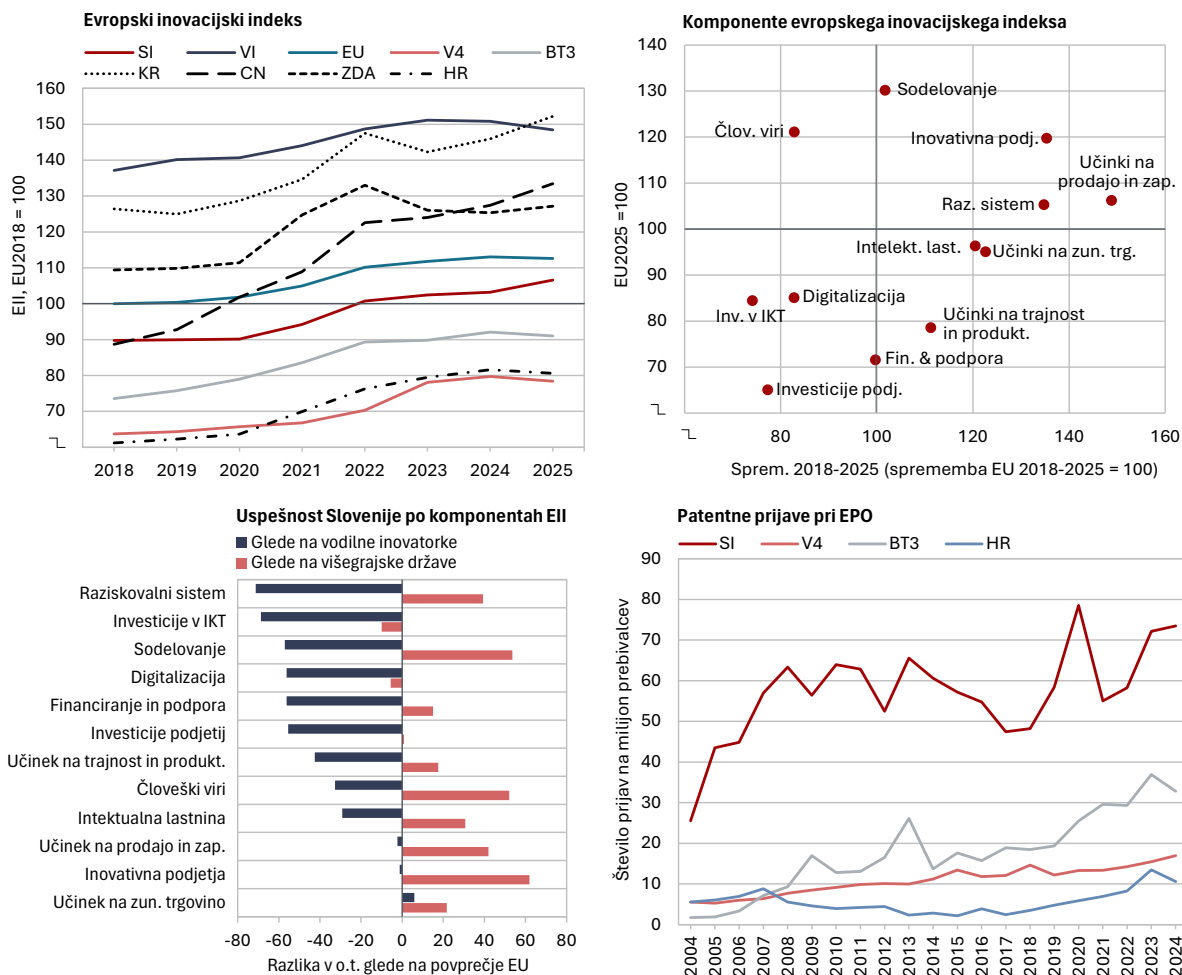 Evropski inovacijski indeks
SI VI EU V4 BT3
KR CN ZDA HR
EII, EU2018 = 100
160
150
140
130
120
110
100
90
80
70
2018 2019 2020 2021 2022 2023 2024 2025
Komponente evropskega inovacijskega indeksa
EU2025 =100
140
130
120
110
100
90
80
70
Sodelovanje
Člov. viri
Inovativna podj.
Učinki na
prodajo in zap.
Raz. sistem
Intelekt. last.
Učinki na zun. trg.
Digitalizacija
Inv. v IKT
Učinki na trajnost
in produkt.
Fin. & podpora
Investicije podj.
80 100 120 140 160
Sprem. 2018-2025 (sprememba EU 2018-2025 = 100)
Uspešnost Slovenije po komponentah EII
Glede na vodilne inovatorke
Glede na višegrajske države
Raziskovalni sistem
Investicije v IKT
Sodelovanje
Digitalizacija
Financiranje in podpora
Investicije podjetij
Učinek na trajnost in produkt.
Človeški viri
Intektualna lastnina
Učinek na prodajo in zap.
Inovativna podjetja
Učinek na zun. trgovino
-80 -60 -40 -20 0 20 40 60 80
Razlika v o.t. glede na povprečje EU
Patentne prijave pri EPO
SI V4 BT3 HR
Število prijav na milijon prebivalcev
90
80
70
60
50
40
30
20
10
0
2004 2005 2006 2007 2008 2009 2010 2011 2012 2013 2014 2015 2016 2017 2018 2019 2020 2021 2022 2023 2024